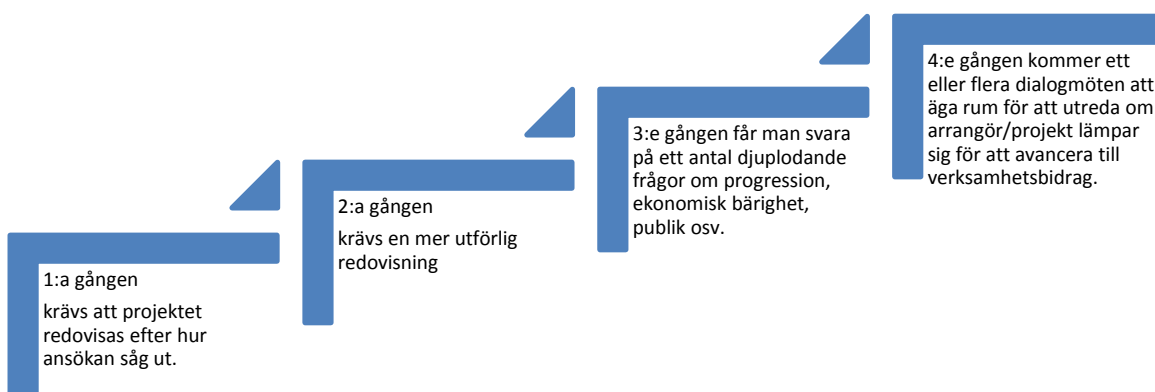 1:a gången
krävs att projektet
redovisas efter hur
ansökan såg ut.
2:a gången
krävs en mer utförlig
redovisning
3:e gången får man svara
på ett antal djuplodande
frågor om progression,
ekonomisk bärighet,
publik osv.
4:e gången kommer ett
eller flera dialogmöten att
äga rum för att utreda om
arrangör/projekt lämpar
sig för att avancera till
verksamhetsbidrag.